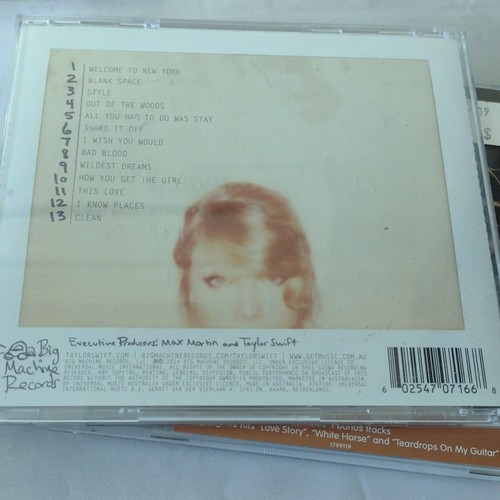 1 WELCOME TO NEW YORK
2 BLANK SPACE
3 STYLE
4 OUT OF THE WOODS
5 ALL YOU HAD TO DO WAS STAY
6 SHAKE IT OFF
7 I WISH YOU WOULD
8 BAD BLOOD
9 WILDEST DREAMS
10 HOW YOU GET THE GIRL
11 THIS LOVE
12 I KNOW PLACES
13 CLEAN
Executive Producers: Max Martin and Taylor Swift
Big
Machine
Records
TAYLORSWIFT.COM | BIGMACHINERECORDS.COM/TAYLORSWIFT | WWW.GETMUSIC.COM.AU
6 02547 07166 8
09
$
"Love Story", "White Horse" and "Teardrops On My Guitar"
1799119